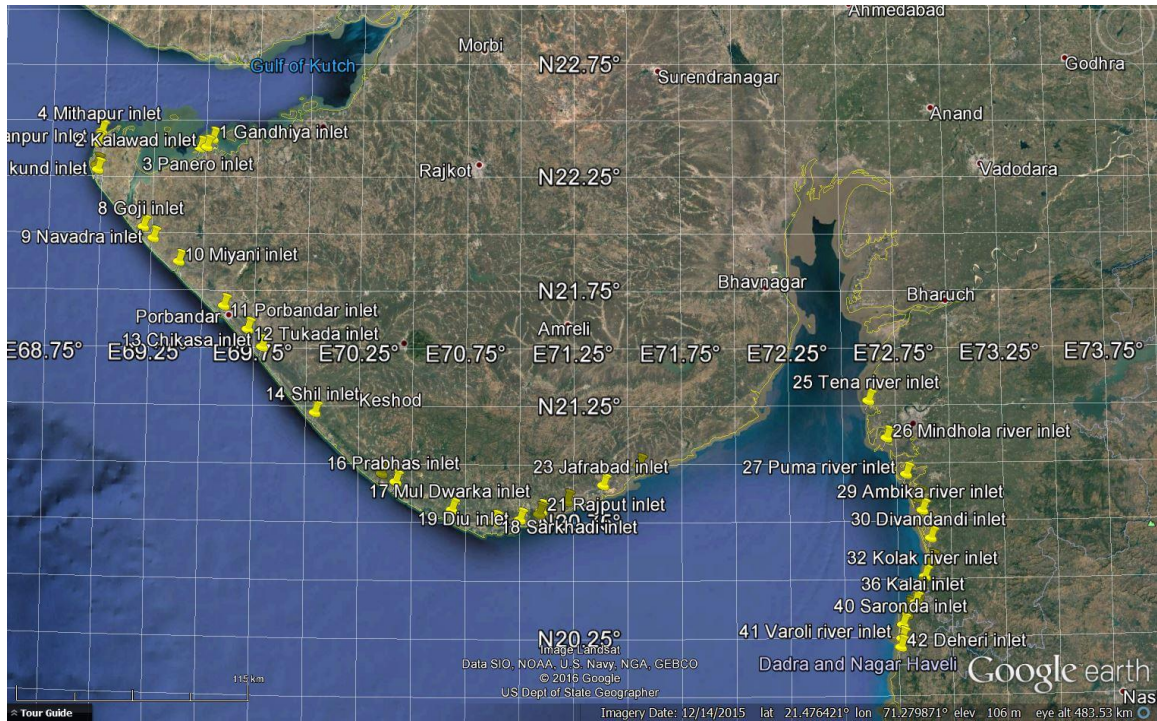 Ahmedabad
Morbi
Godhra
N22.75°
Gulf of Kutch
Surendranagar
4 Mithapur inlet
Anand
1 Gandhiya inlet
anpur Inlet
2 Kalawad inlet
3 Panero inlet
kund inlet
Rajkot
Vadodara
N22.25°
8 Goji inlet
9 Navadra inlet
10 Miyani inlet
Bhavnagar
N21.75°
Bharuch
11 Porbandar inlet
Porbandar
Amreli
12 Tukada inlet
13 Chikasa inlet
E68.75°
E69.25°
E69.75°
E70.25°
E70.75°
E71.25°
E71.75°
E72.25°
E72.75°
E73.25°
E73.75°
25 Tena river inlet
14 Shil inlet
Keshod
N21.25°
26 Mindhola river inlet
16 Prabhas inlet
23 Jafrabad inlet
27 Purna river inlet
17 Mul Dwarka inlet
29 Ambika river inlet
21 Rajput inlet
19 Diu inlet
N20.75°
30 Divandandi inlet
18 Sarkhadi inlet
32 Kolak river inlet
36 Kalai inlet
40 Saronda inlet
41 Varoli river inlet
N20.25°
42 Deheri inlet
Image Landsat
Data SIO, NOAA, U.S. Navy, NGA, GEBCO
© 2016 Google
US Dept of State Geographer
Dadra and Nagar Haveli
Google earth
115 km
Nas
Tour Guide
Imagery Date: 12/14/2015 lat 21.476421° lon 71.279871° elev 106 m eye alt 483.53 km